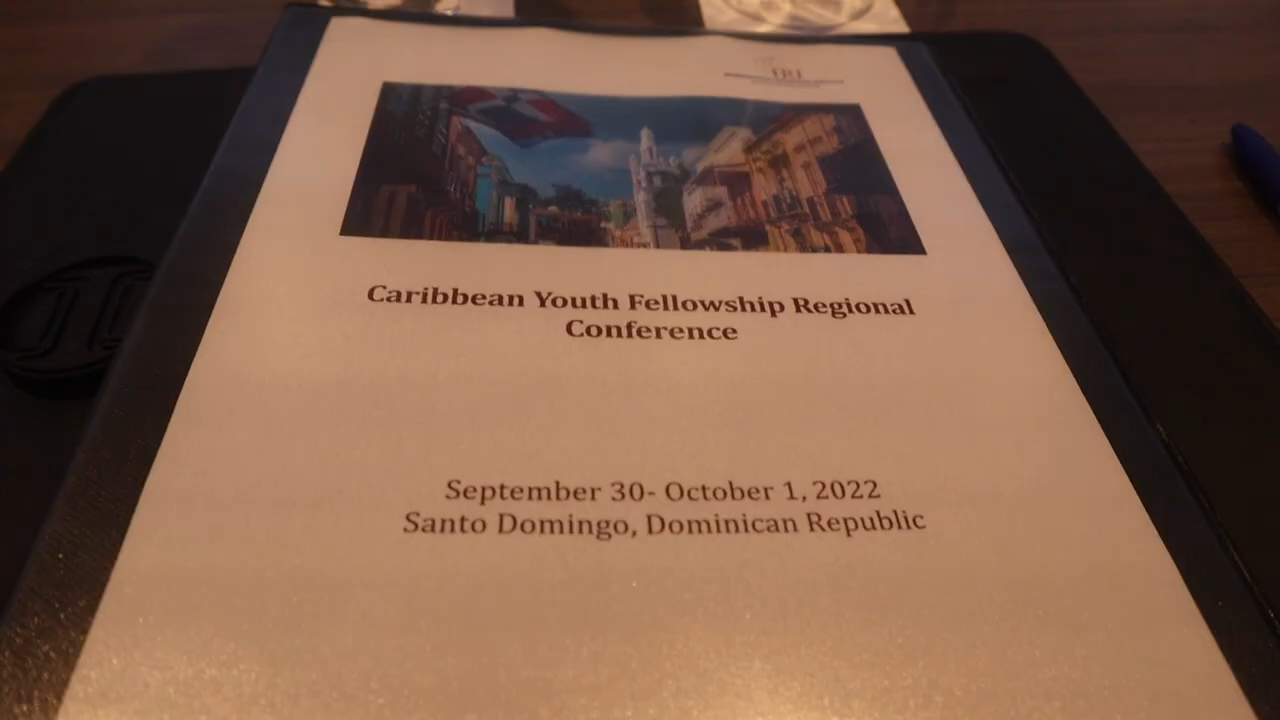 Caribbean Youth Fellowship Regional
Conference
September 30- October 1, 2022
Santo Domingo, Dominican Republic